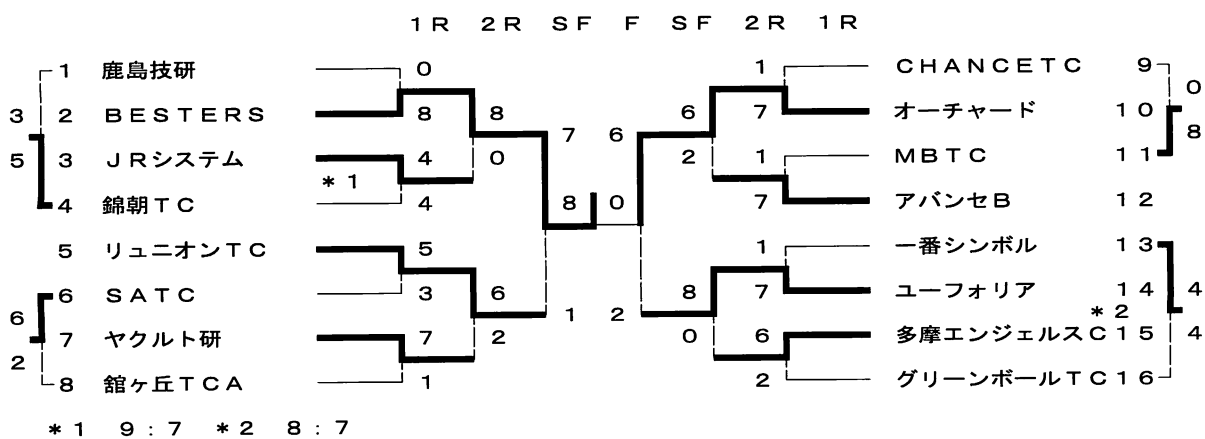 1R 2R SF F SF 2R 1R
1 鹿島技研 0 1 CHANCETC 9
3 2 BESTERS 8 8 7 6 6 7 オーチャード 10 0
5 3 JRシステム 4 0 2 1 MBTC 11 8
*1
4 錦朝TC 4 8 0 7 アバンセB 12
5 リュニオンTC 5 1 一番シンボル 13
6 6 SATC 3 6 1 2 8 7 ユーフォリア 14 4
*2
2 7 ヤクルト研 7 2 0 6 多摩エンジェルスC 15 4
8 舘ヶ丘TCA 1 2 グリーンボールTC 16
*1 9:7 *2 8:7